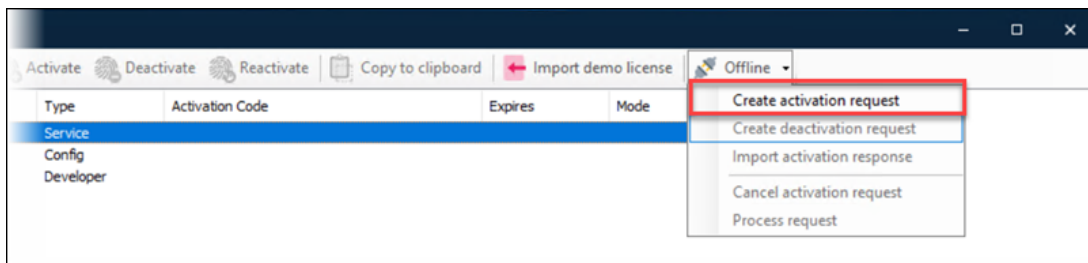 Activate Deactivate Reactivate Copy to clipboard Import demo license Offline
Type Activation Code Expires Mode
Service
Config
Developer
Create activation request
Create deactivation request
Import activation response
Cancel activation request
Process request